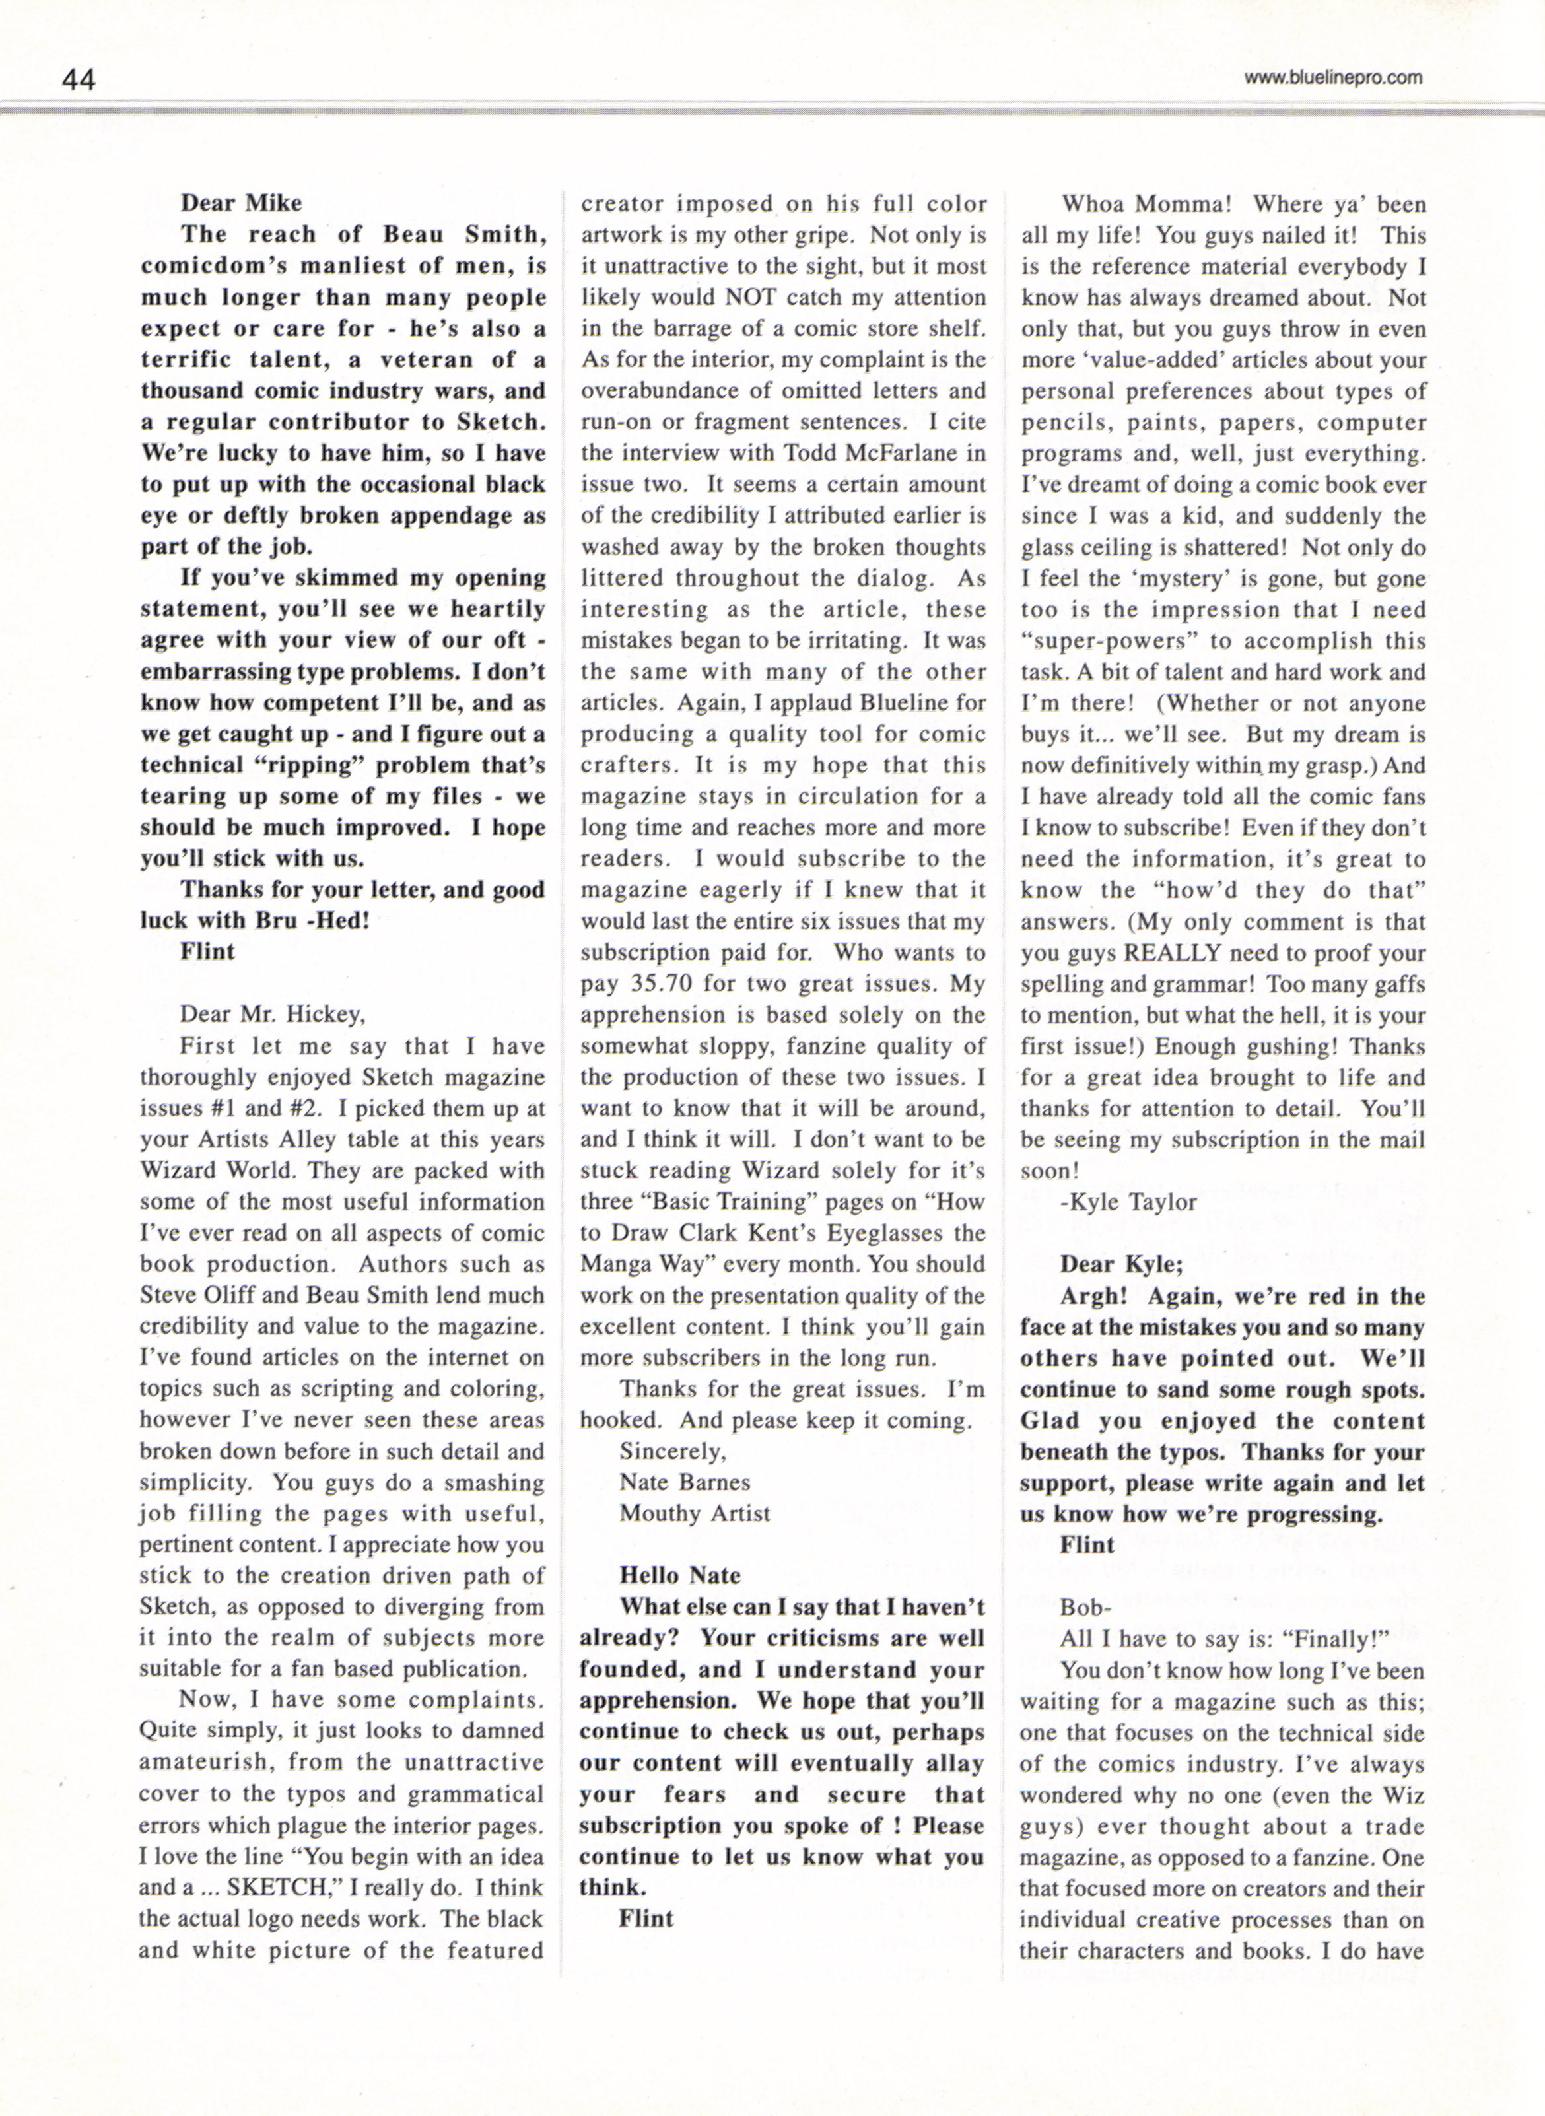 44
www.bluelinepro.com
Dear Mike
The reach of Beau Smith,
comicdom's manliest of men, is
much longer than many people
expect or care for - he's also a
terrific talent, a veteran of a
thousand comic industry wars, and
a regular contributor to Sketch.
We're lucky to have him, so I have
to put up with the occasional black
eye or deftly broken appendage as
part of the job.
If you've skimmed my opening
statement, you'll see we heartily
agree with your view of our oft -
embarrassing type problems. I don't
know how competent I'll be, and as
we get caught up - and I figure out a
technical “ripping” problem that's
tearing up some of my files - we
should be much improved. I hope
you'll stick with us.
Thanks for your letter, and good
luck with Bru -Hed!
Flint
Dear Mr. Hickey,
First let me say that I have
thoroughly enjoyed Sketch magazine
issues #1 and #2. I picked them up at
your Artists Alley table at this years
Wizard World. They are packed with
some of the most useful information
I've ever read on all aspects of comic
book production. Authors such as
Steve Oliff and Beau Smith lend much
credibility and value to the magazine.
I've found articles on the internet on
topics such as scripting and coloring,
however I've never seen these areas
broken down before in such detail and
simplicity. You guys do a smashing
job filling the pages with useful,
pertinent content. I appreciate how you
stick to the creation driven path of
Sketch, as opposed to diverging from
it into the realm of subjects more
suitable for a fan based publication.
Now, I have some complaints.
Quite simply, it just looks to damned
amateurish, from the unattractive
cover to the typos and grammatical
errors which plague the interior pages.
I love the line “You begin with an idea
and a ... SKETCH,” I really do. I think
the actual logo needs work. The black
and white picture of the featured
creator imposed on his full color
artwork is my other gripe. Not only is
it unattractive to the sight, but it most
likely would NOT catch my attention
in the barrage of a comic store shelf.
As for the interior, my complaint is the
overabundance of omitted letters and
run-on or fragment sentences. I cite
the interview with Todd McFarlane in
issue two. It seems a certain amount
of the credibility I attributed earlier is
washed away by the broken thoughts
littered throughout the dialog. As
interesting as the article, these
mistakes began to be irritating. It was
the same with many of the other
articles. Again, I applaud Blueline for
producing a quality tool for comic
crafters. It is my hope that this
magazine stays in circulation for a
long time and reaches more and more
readers. I would subscribe to the
magazine eagerly if I knew that it
would last the entire six issues that my
subscription paid for. Who wants to
pay 35.70 for two great issues. My
apprehension is based solely on the
somewhat sloppy, fanzine quality of
the production of these two issues. I
want to know that it will be around,
and I think it will. I don't want to be
stuck reading Wizard solely for it's
three “Basic Training” pages on “How
to Draw Clark Kent's Eyeglasses the
Manga Way” every month. You should
work on the presentation quality of the
excellent content. I think you'll gain
more subscribers in the long run.
Thanks for the great issues. I'm
hooked. And please keep it coming.
Sincerely,
Nate Barnes
Mouthy Artist
Hello Nate
What else can I say that I haven't
already? Your criticisms are well
founded, and I understand your
apprehension. We hope that you'll
continue to check us out, perhaps
our content will eventually allay
your fears and secure that
subscription you spoke of ! Please
continue to let us know what you
think.
Flint
Whoa Momma! Where ya' been
all my life! You guys nailed it! This
is the reference material everybody I
know has always dreamed about. Not
only that, but you guys throw in even
more ‘value-added’ articles about your
personal preferences about types of
pencils, paints, papers, computer
programs and, well, just everything.
I've dreamt of doing a comic book ever
since I was a kid, and suddenly the
glass ceiling is shattered! Not only do
I feel the ‘mystery’ is gone, but gone
too is the impression that I need
“super-powers” to accomplish this
task. A bit of talent and hard work and
I'm there! (Whether or not anyone
buys it... we'll see. But my dream is
now definitively within my grasp.) And
I have already told all the comic fans
I know to subscribe! Even if they don't
need the information, it's great to
know the “how'd they do that”
answers. (My only comment is that
you guys REALLY need to proof your
spelling and grammar! Too many gaffs
to mention, but what the hell, it is your
first issue!) Enough gushing! Thanks
for a great idea brought to life and
thanks for attention to detail. You'll
be seeing my subscription in the mail
soon!
-Kyle Taylor
Dear Kyle;
Argh! Again, we're red in the
face at the mistakes you and so many
others have pointed out. We'll
continue to sand some rough spots.
Glad you enjoyed the content
beneath the typos. Thanks for your
support, please write again and let
us know how we're progressing.
Flint
Bob-
All I have to say is: “Finally!”
You don't know how long I've been
waiting for a magazine such as this;
one that focuses on the technical side
of the comics industry. I've always
wondered why no one (even the Wiz
guys) ever thought about a trade
magazine, as opposed to a fanzine. One
that focused more on creators and their
individual creative processes than on
their characters and books. I do have